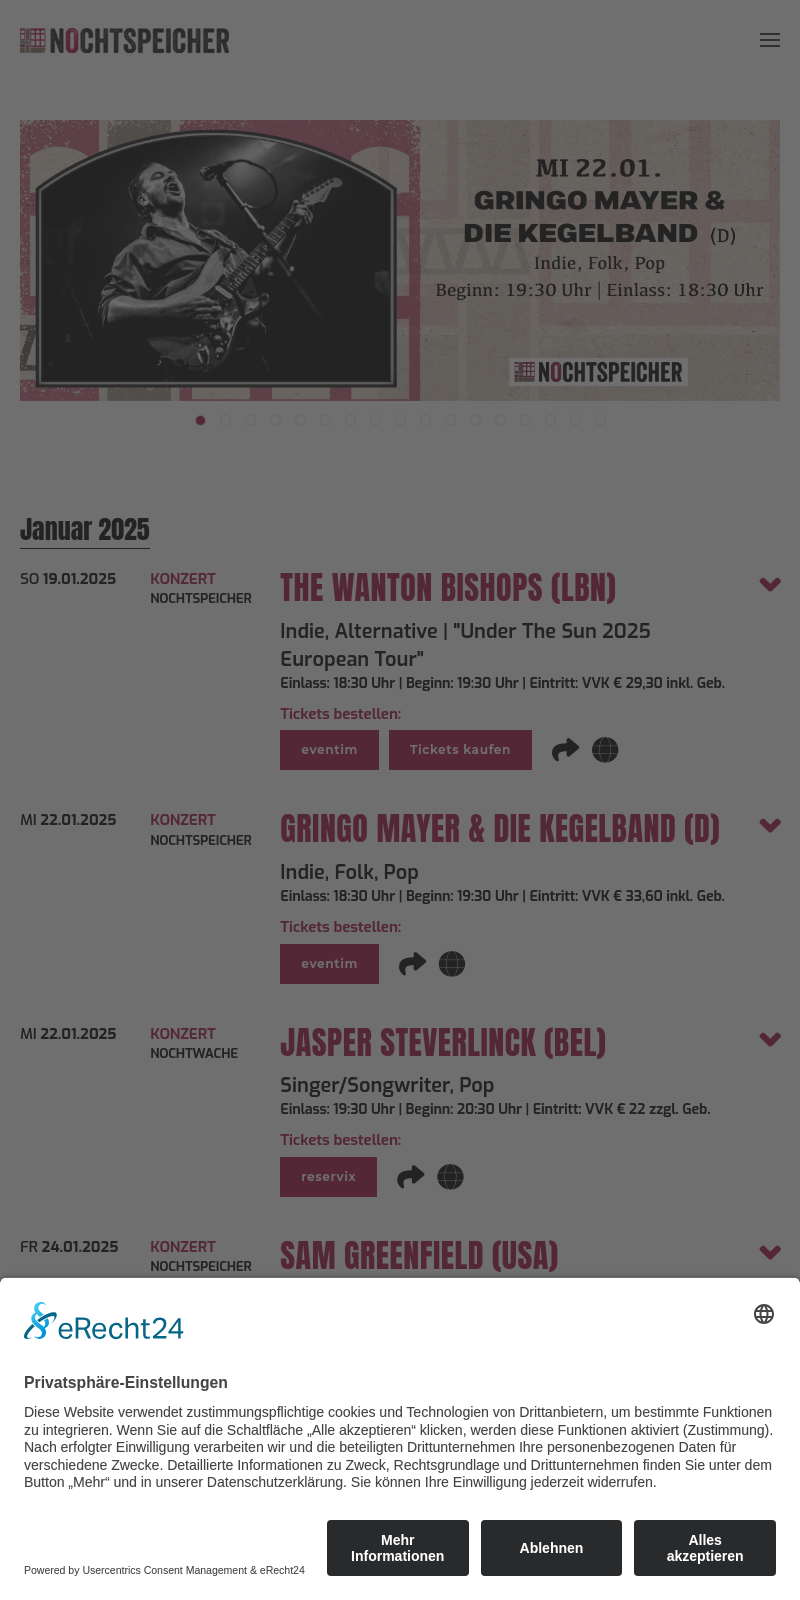 NOCHTSPEICHER
MI 22.01.
GRINGO MAYER &
DIE KEGELBAND (D)
Indie, Folk, Pop
Beginn: 19:30 Uhr | Einlass: 18:30 Uhr
NOCHTSPEICHER
Januar 2025
SO 19.01.2025
KONZERT
NOCHTSPEICHER
THE WANTON BISHOPS (LBN)
Indie, Alternative | "Under The Sun 2025
European Tour"
Einlass: 18:30 Uhr | Beginn: 19:30 Uhr | Eintritt: VVK € 29,30 inkl. Geb.
Tickets bestellen:
eventim Tickets kaufen
MI 22.01.2025
KONZERT
NOCHTSPEICHER
GRINGO MAYER & DIE KEGELBAND (D)
Indie, Folk, Pop
Einlass: 18:30 Uhr | Beginn: 19:30 Uhr | Eintritt: VVK € 33,60 inkl. Geb.
Tickets bestellen:
eventim
MI 22.01.2025
KONZERT
NOCHTWACHE
JASPER STEVERLINCK (BEL)
Singer/Songwriter, Pop
Einlass: 19:30 Uhr | Beginn: 20:30 Uhr | Eintritt: VVK € 22 zzgl. Geb.
Tickets bestellen:
reservix
FR 24.01.2025
KONZERT
NOCHTSPEICHER
SAM GREENFIELD (USA)
eRecht24
Privatsphäre-Einstellungen
Diese Website verwendet zustimmungspflichtige cookies und Technologien von Drittanbietern, um bestimmte Funktionen
zu integrieren. Wenn Sie auf die Schaltfläche „Alle akzeptieren“ klicken, werden diese Funktionen aktiviert (Zustimmung).
Nach erfolgter Einwilligung verarbeiten wir und die beteiligten Drittunternehmen Ihre personenbezogenen Daten für
verschiedene Zwecke. Detaillierte Informationen zu Zweck, Rechtsgrundlage und Drittunternehmen finden Sie unter dem
Button „Mehr“ und in unserer Datenschutzerklärung. Sie können Ihre Einwilligung jederzeit widerrufen.
Mehr
Informationen
Ablehnen
Alles
akzeptieren
Powered by Usercentrics Consent Management & eRecht24